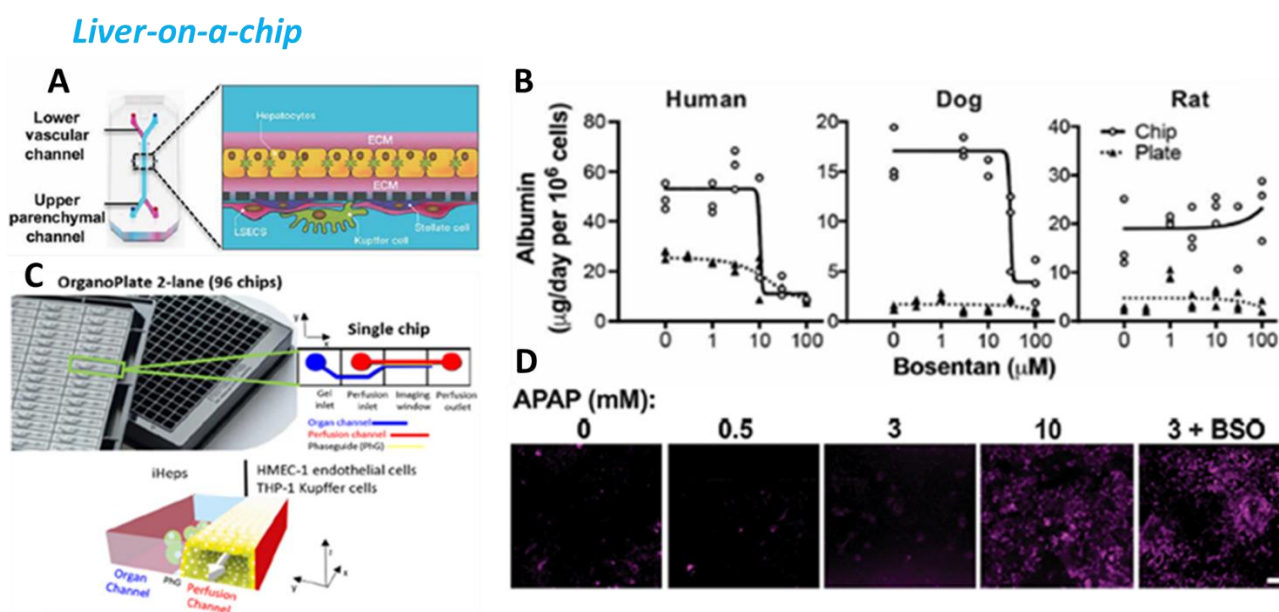 Liver-on-a-chip
A
Lower
vascular
channel
Upper
parenchymal
channel
Hepatocytes
ECM
ECM
LSECS
Kupffer cell
Stellate cell
B
Human
Dog
Rat
Albumin
(µg/day per 10⁶ cells)
80
60
40
20
0
20
15
10
5
0
40
30
20
10
0
Chip
Plate
0 1 10 100
0 1 10 100
0 1 10 100
Bosentan (µM)
C
OrganoPlate 2-lane (96 chips)
Single chip
y
x
Gel inlet
Perfusion inlet
Imaging window
Perfusion outlet
Organ channel
Perfusion channel
Phaseguide (PhG)
iHeps
HMEC-1 endothelial cells
THP-1 Kupffer cells
Organ
Channel
PhG
Perfusion
Channel
z
x
y
D
APAP (mM):
0 0.5 3 10 3 + BSO